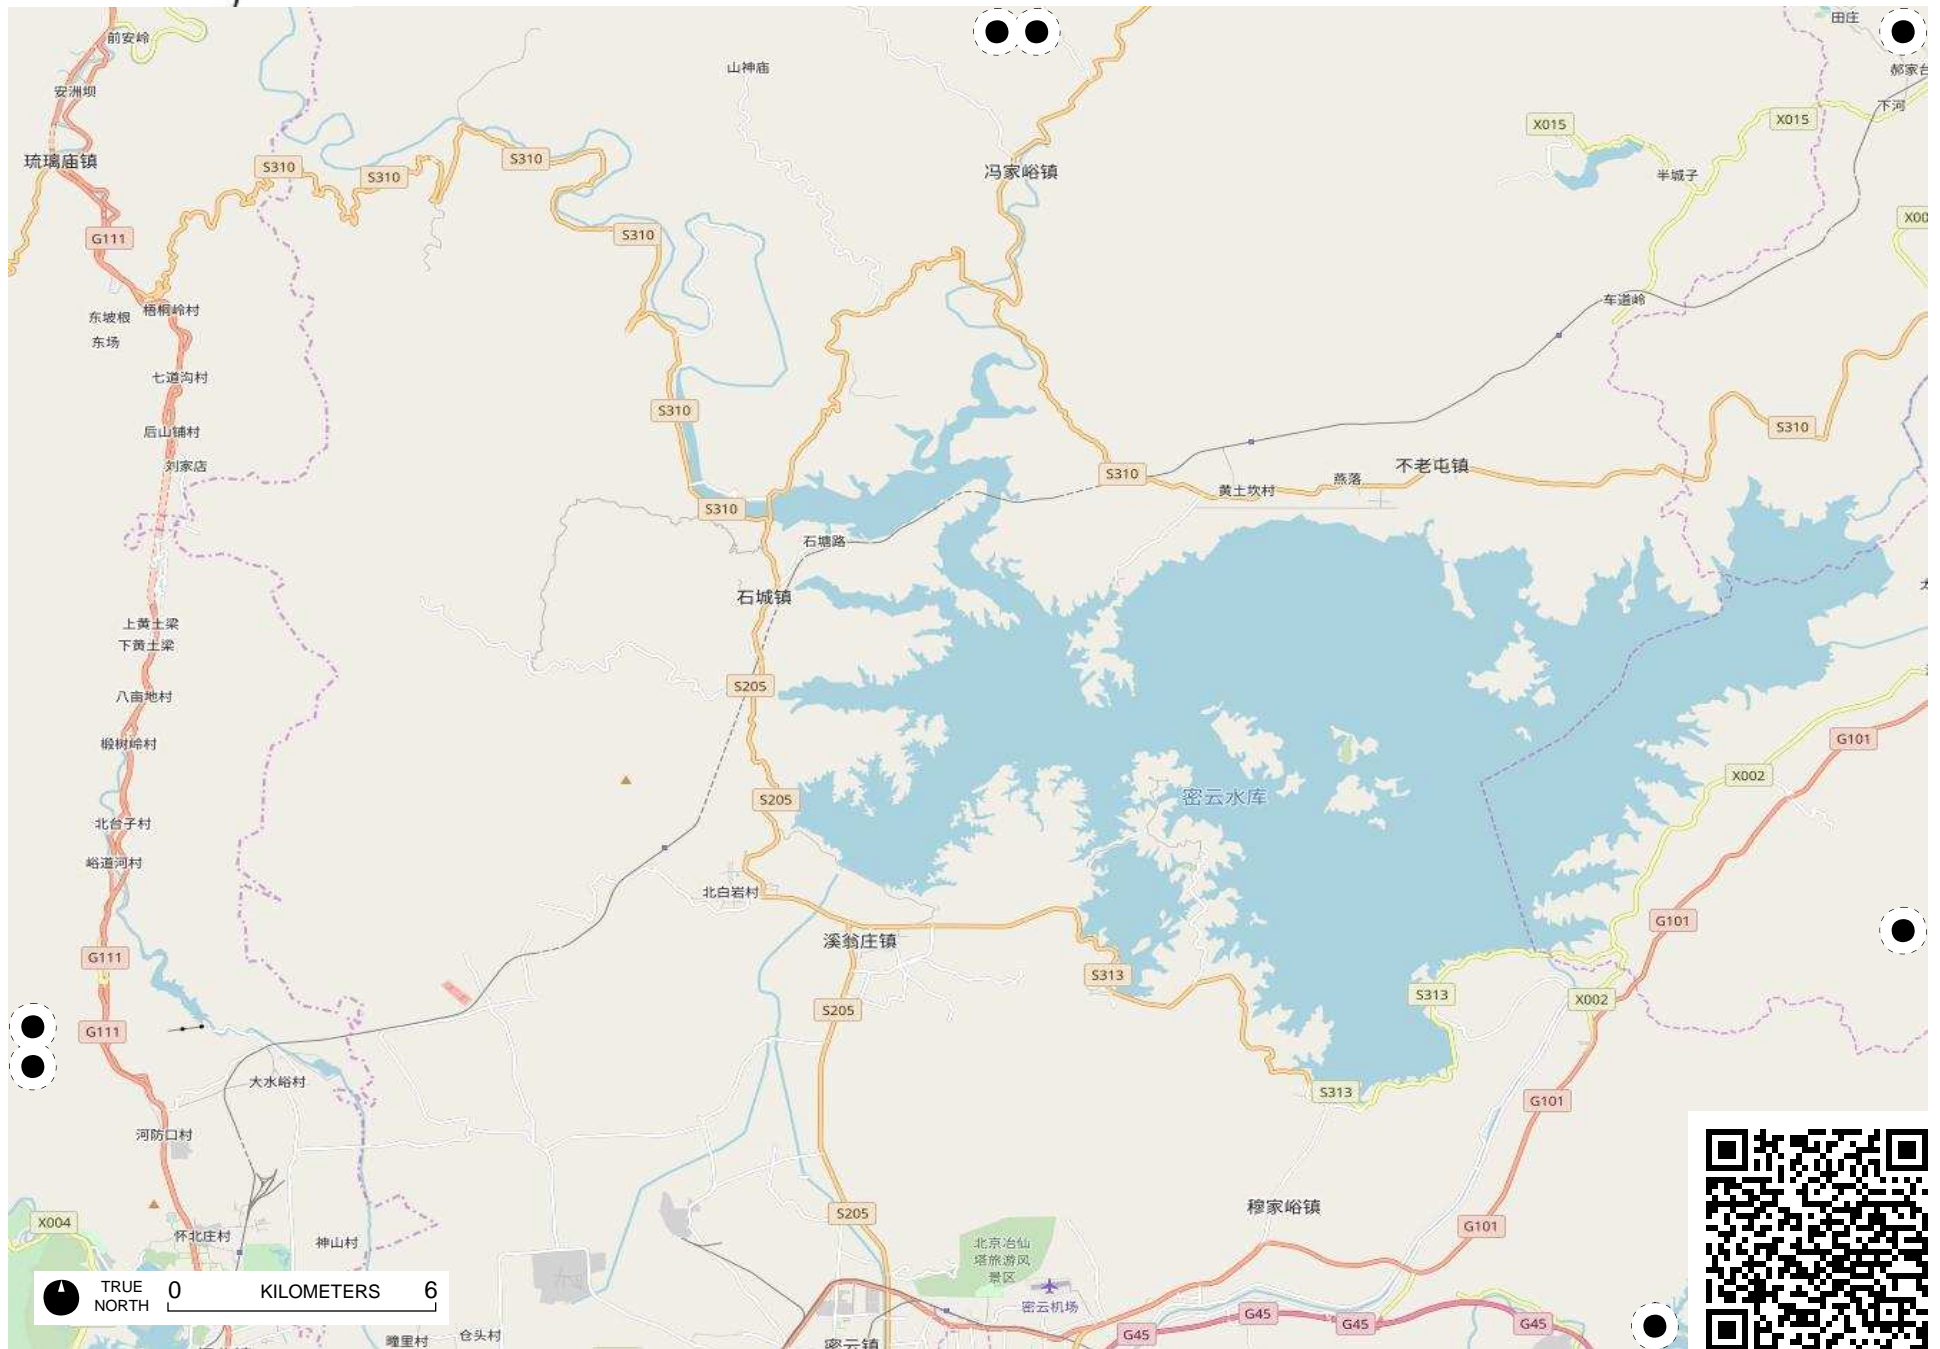 前安岭
田庄
山神庙
郝家台
安洲坝
下河
X015
X015
琉璃庙镇
S310
S310
S310
冯家峪镇
半城子
G111
S310
车道岭
梧桐岭村
东坡根
东场
七道沟村
S310
S310
后山铺村
刘家店
S310
不老屯镇
燕落
黄土坎村
S310
石塘路
石城镇
上黄土梁
下黄土梁
S205
八亩地村
椴树岭村
G101
X002
S205
密云水库
北台子村
峪道河村
北白岩村
G101
溪翁庄镇
G111
S313
S313
X002
S205
G111
大水峪村
S313
G101
河防口村
穆家峪镇
X004
S205
G101
怀北庄村
神山村
北京冶仙
塔旅游风
景区
密云机场
TRUE
NORTH
0 KILOMETERS 6
G45
G45
G45
G45
疃里村
仓头村
密云镇